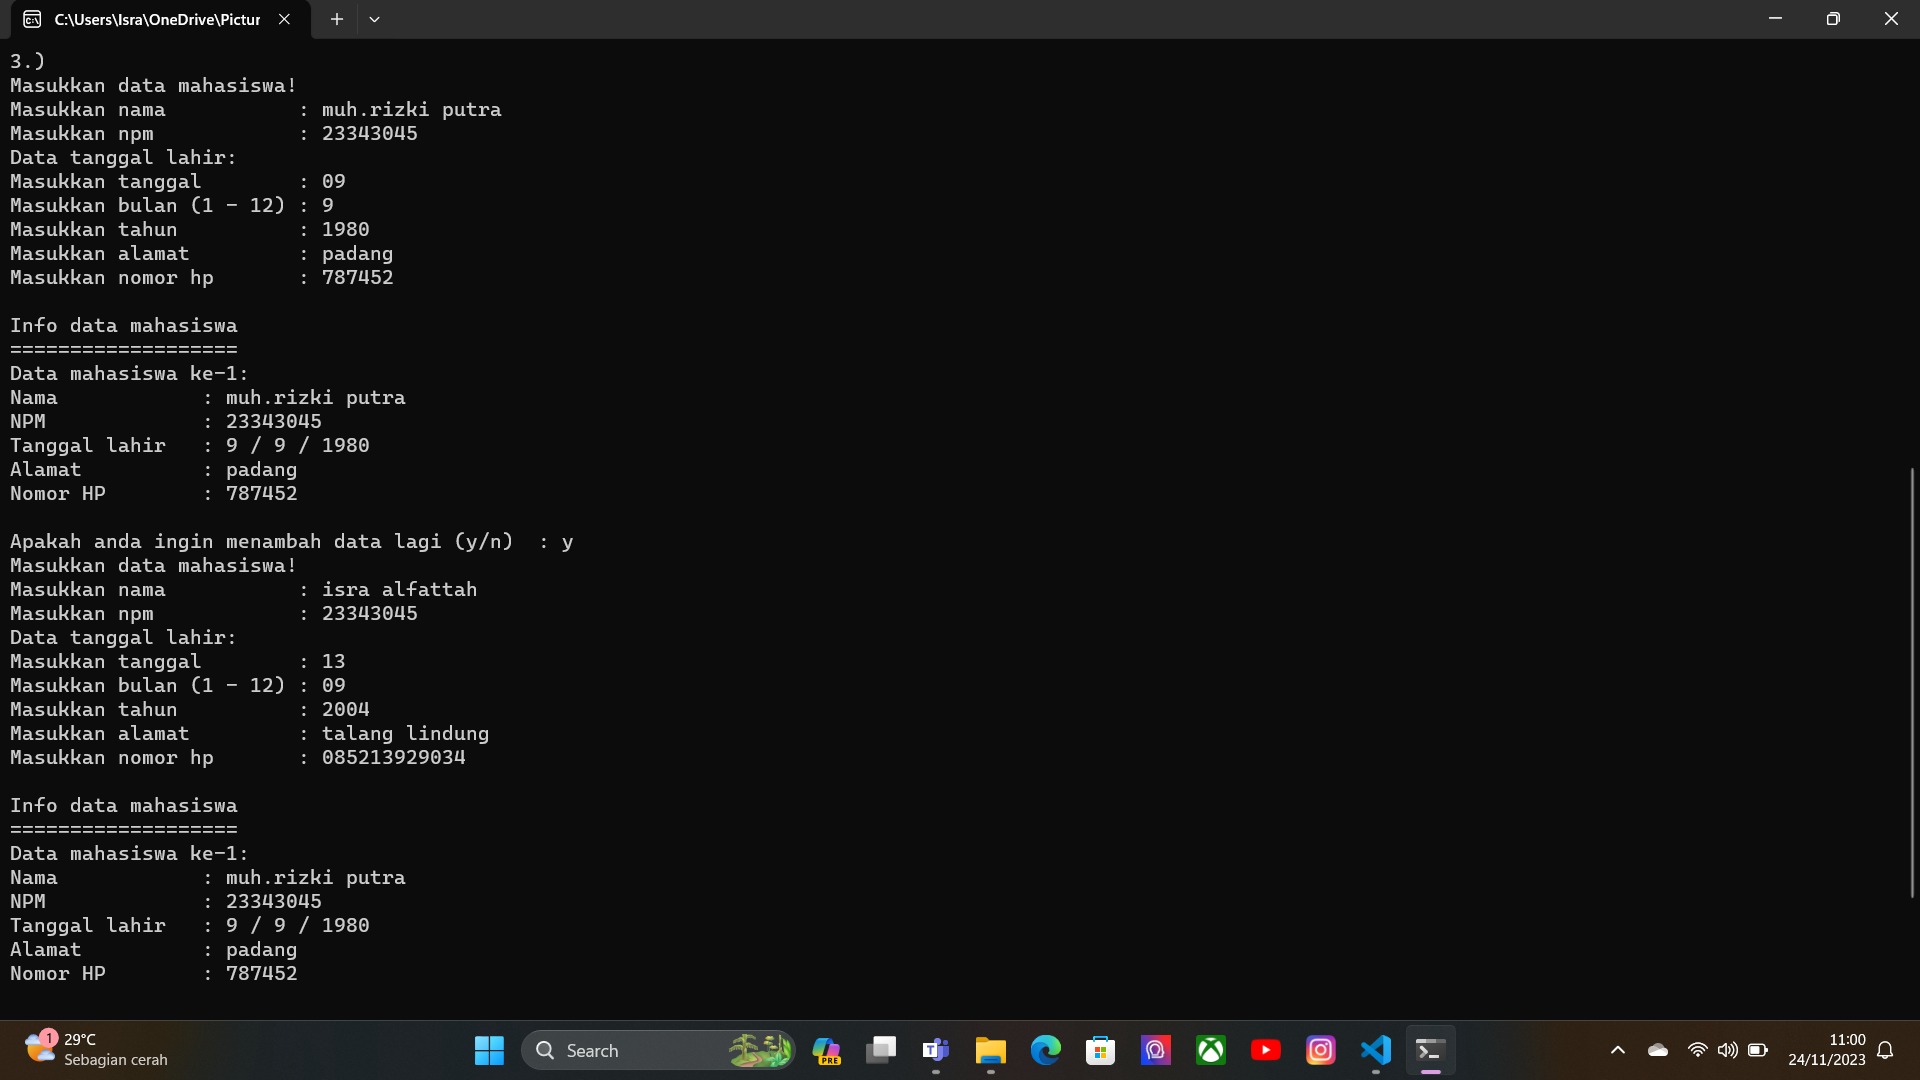 C:\Users\Isra\OneDrive\Pictur
3.)
Masukkan data mahasiswa!
Masukkan nama           : muh.rizki putra
Masukkan npm            : 23343045
Data tanggal lahir:
Masukkan tanggal        : 09
Masukkan bulan (1 - 12) : 9
Masukkan tahun          : 1980
Masukkan alamat         : padang
Masukkan nomor hp       : 787452
Info data mahasiswa
===================
Data mahasiswa ke-1:
Nama            : muh.rizki putra
NPM             : 23343045
Tanggal lahir   : 9 / 9 / 1980
Alamat          : padang
Nomor HP        : 787452
Apakah anda ingin menambah data lagi (y/n)  : y
Masukkan data mahasiswa!
Masukkan nama           : isra alfattah
Masukkan npm            : 23343045
Data tanggal lahir:
Masukkan tanggal        : 13
Masukkan bulan (1 - 12) : 09
Masukkan tahun          : 2004
Masukkan alamat         : talang lindung
Masukkan nomor hp       : 085213929034
Info data mahasiswa
===================
Data mahasiswa ke-1:
Nama            : muh.rizki putra
NPM             : 23343045
Tanggal lahir   : 9 / 9 / 1980
Alamat          : padang
Nomor HP        : 787452
1
29°C
Sebagian cerah
Search
PRE
11:00
24/11/2023